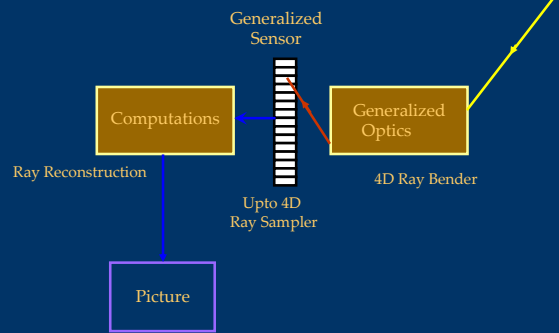 Generalized
Sensor
Computations
Generalized
Optics
Ray Reconstruction
4D Ray Bender
Upto 4D
Ray Sampler
Picture